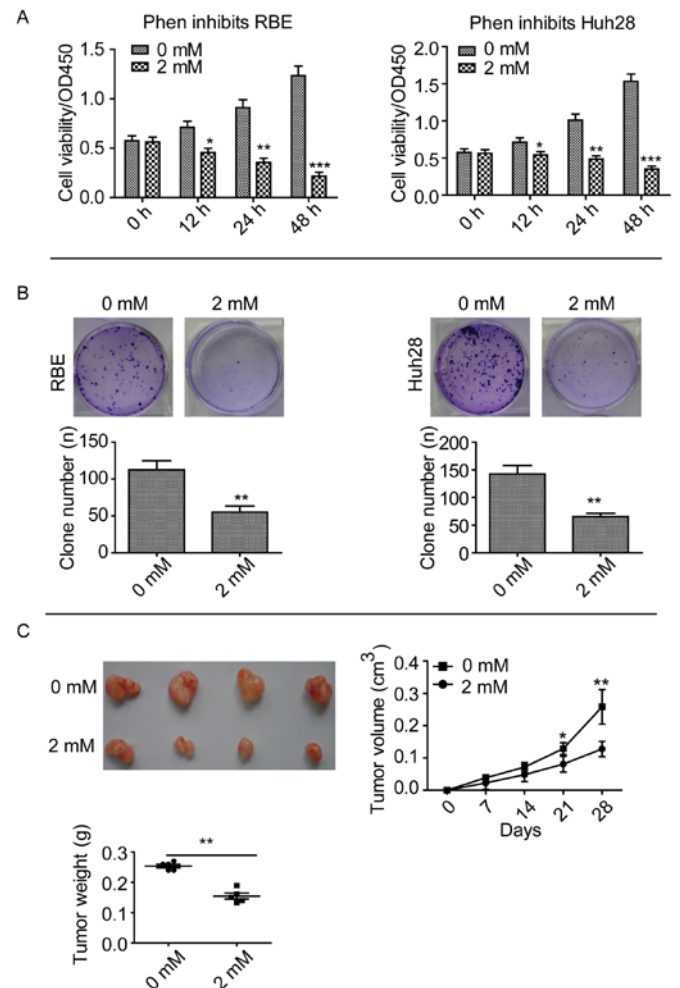 A
Phen inhibits RBE
Cell viability/OD450
1.5
1.0
0.5
0.0
0 mM
2 mM
*
**
***
0 h
12 h
24 h
48 h
Phen inhibits Huh28
Cell viability/OD450
2.0
1.5
1.0
0.5
0.0
0 mM
2 mM
*
**
***
0 h
12 h
24 h
48 h
B
0 mM
2 mM
RBE
Clone number (n)
150
100
50
0
**
0 mM
2 mM
0 mM
2 mM
Huh28
Clone number (n)
200
150
100
50
0
**
0 mM
2 mM
C
0 mM
2 mM
Tumor volume (cm³)
0.4
0.3
0.2
0.1
0.0
0 mM
2 mM
*
**
0
7
14
21
28
Days
Tumor weight (g)
0.3
0.2
0.1
0.0
**
0 mM
2 mM